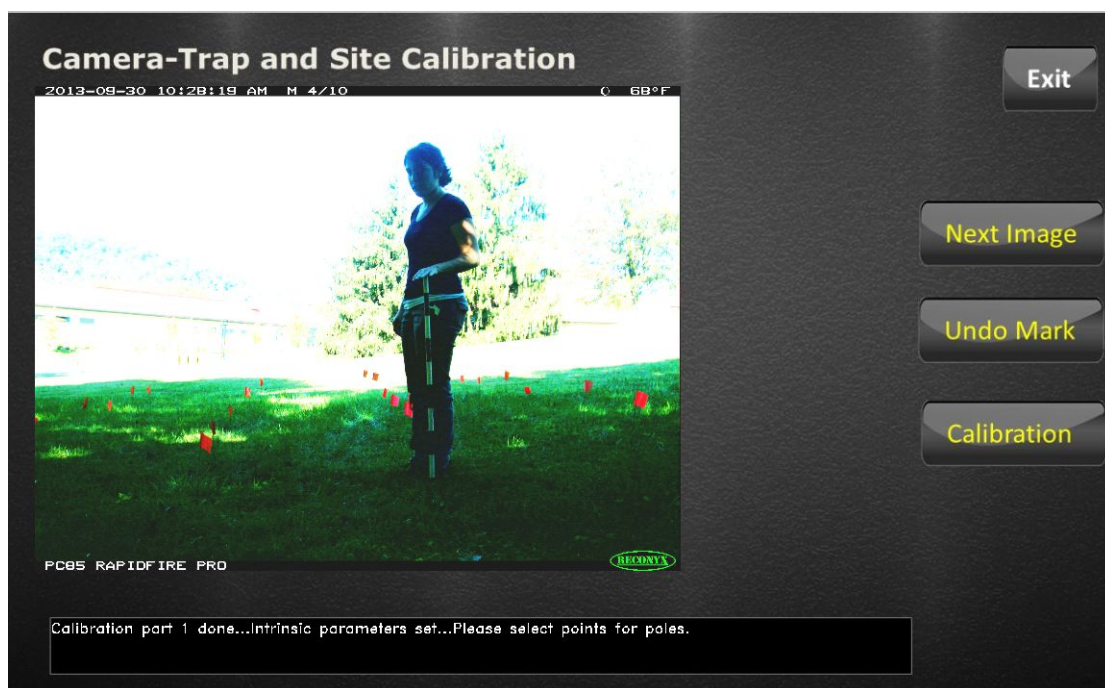 Camera-Trap and Site Calibration
Exit
2013-09-30 10:28:19 AM M 4/10 68°F
Next Image
Undo Mark
Calibration
PC85 RAPIDFIRE PRO RECONYX
Calibration part 1 done...Intrinsic parameters set...Please select points for poles.